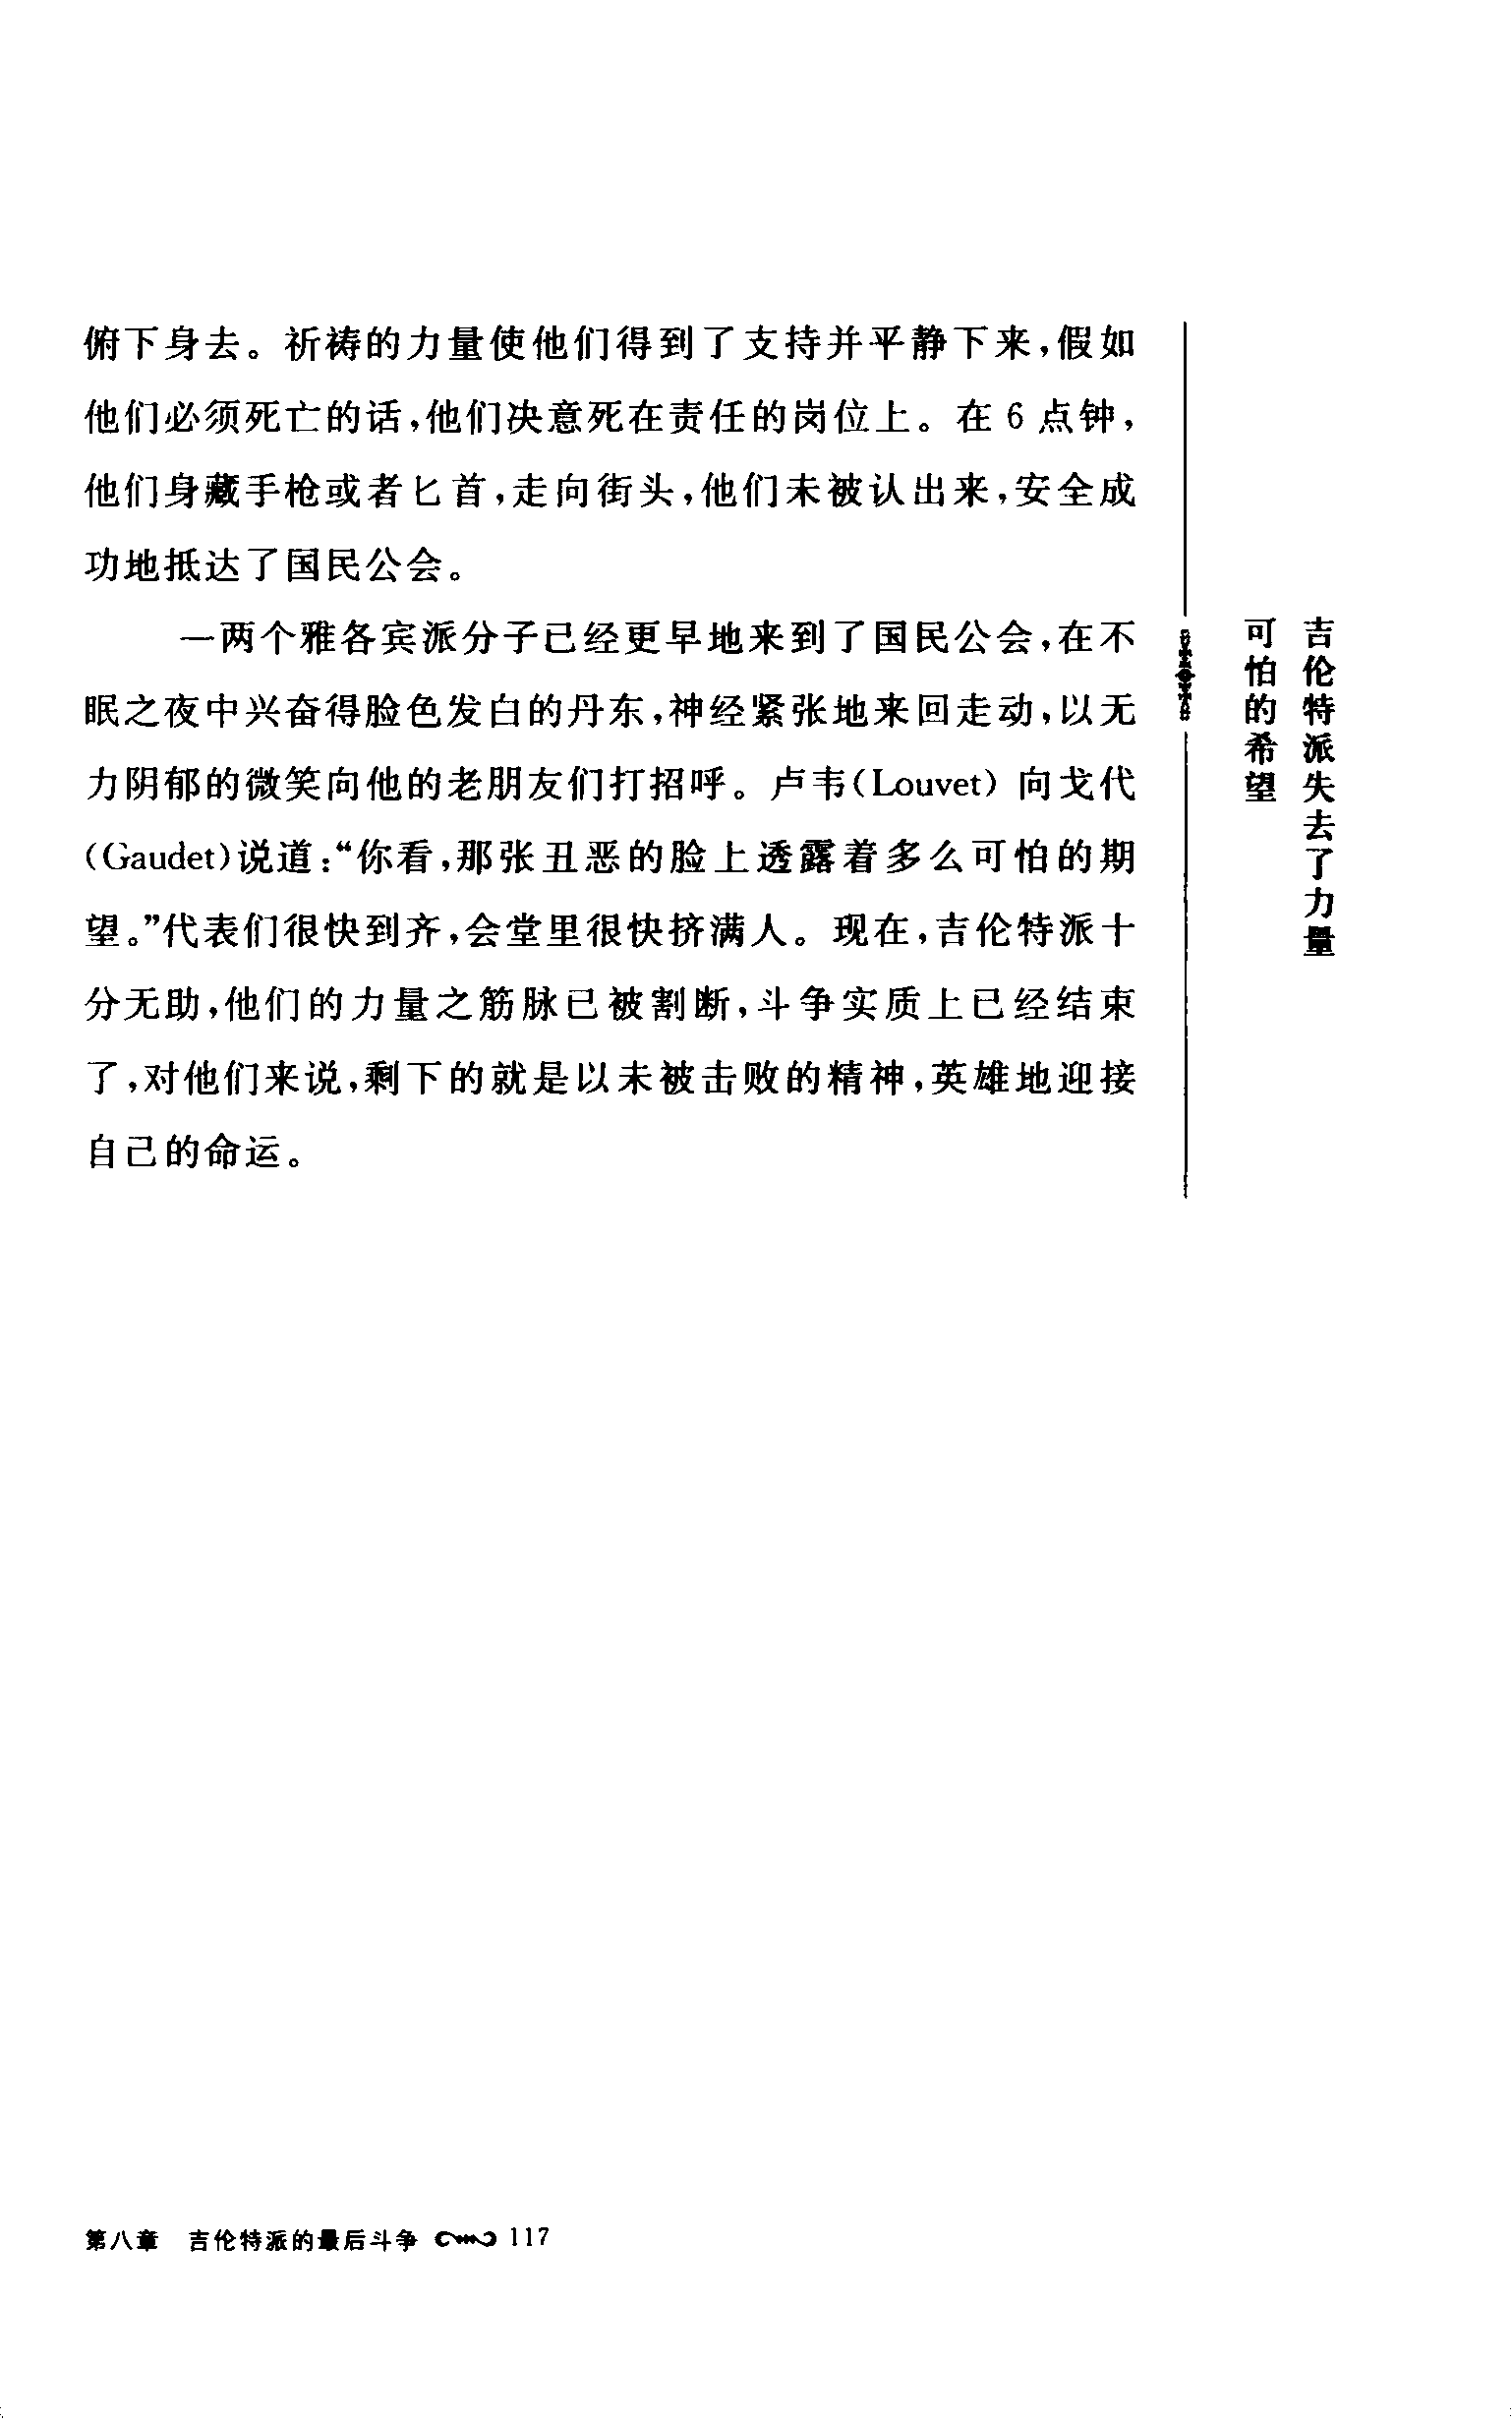 俯下身去。祈祷的力量使他们得到了支持并平静下来,假如
他们必须死亡的话,他们决意死在责任的岗位上。在6点钟,
他们身藏手枪或者匕首,走向街头,他们未被认出来,安全成
功地抵达了国民公会。
一两个雅各宾派分子已经更早地来到了国民公会,在不
眠之夜中兴奋得脸色发白的丹东,神经紧张地来回走动,以无
力阴郁的微笑向他的老朋友们打招呼。卢韦(Louvet) 向戈代
(Gaudet)说道:“你看,那张丑恶的脸上透露着多么可怕的期
望。”代表们很快到齐,会堂里很快挤满人。现在,吉伦特派十
分无助,他们的力量之筋脉已被割断,斗争实质上已经结束
了,对他们来说,剩下的就是以未被击败的精神,英雄地迎接
自己的命运。
吉伦特派失去了力量
可怕的希望
第八章 吉伦特派的最后斗争 117